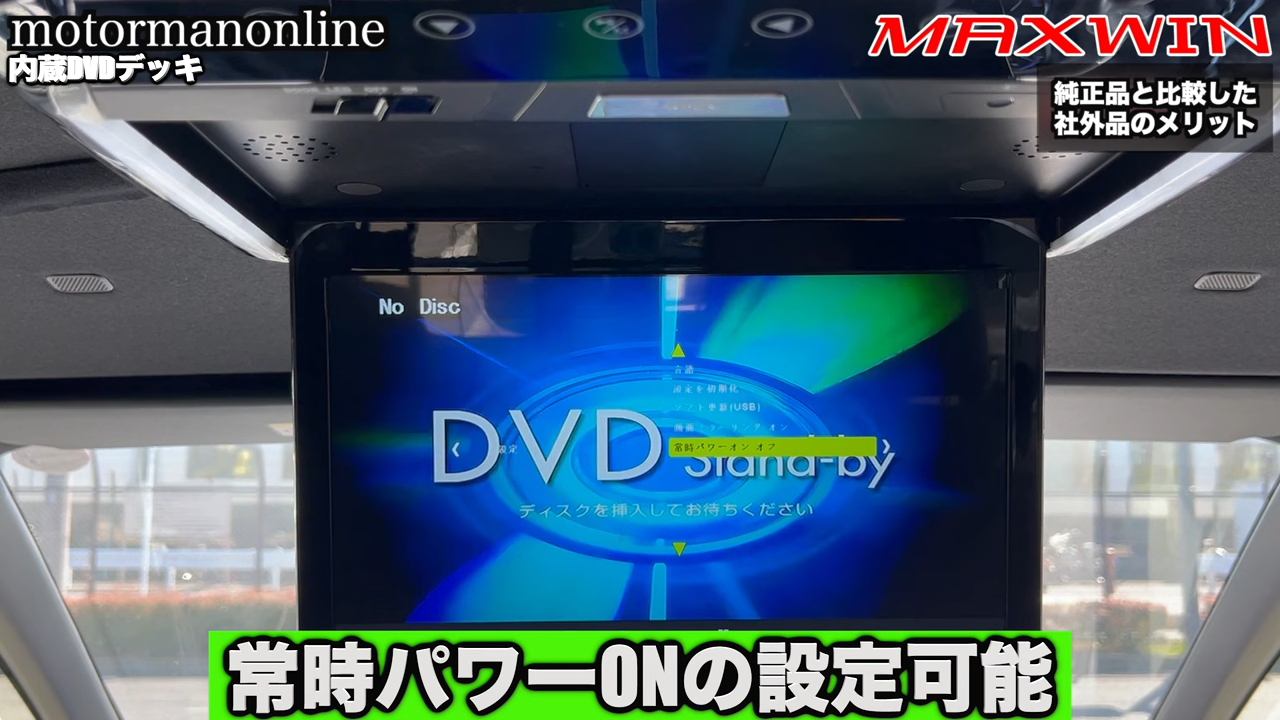 motormanonline
内蔵DVDデッキ
MAXWIN
純正品と比較した
社外品のメリット
No Disc
言語
設定を初期化
ソフト更新(USB)
オン
常時パワーオン オフ
設定
DVD Stand-by
ディスクを挿入してお待ちください
常時パワーONの設定可能